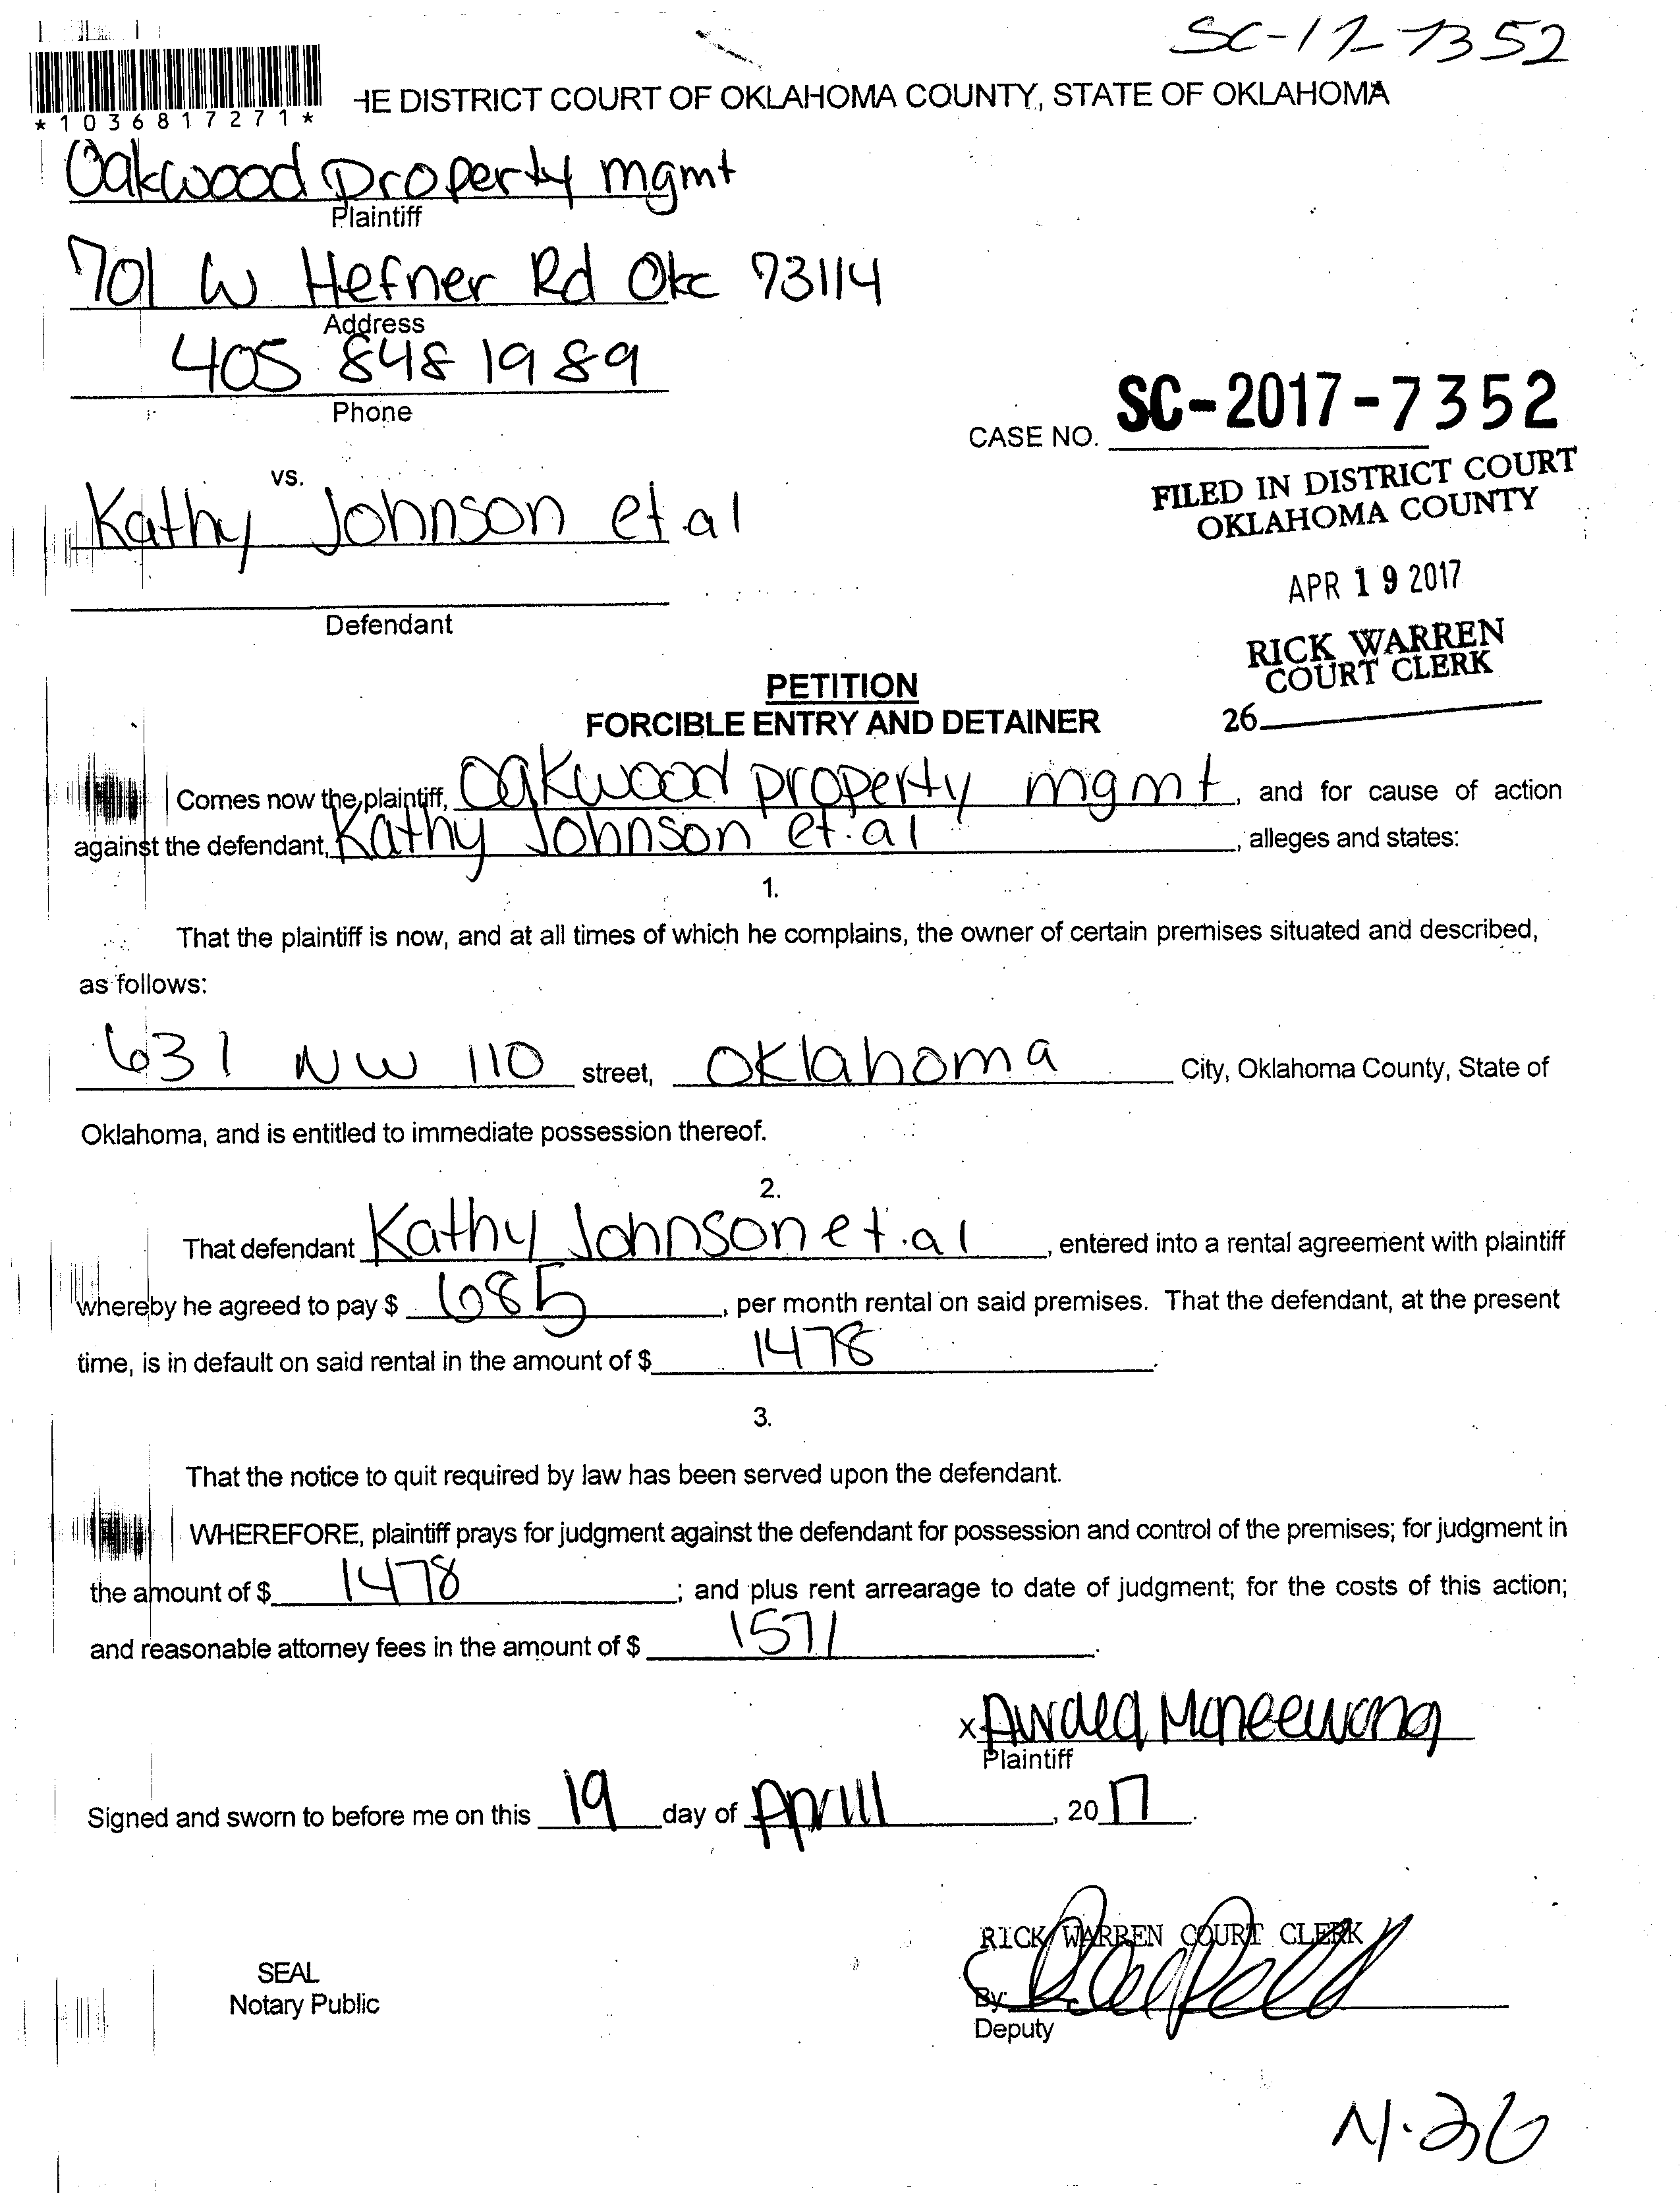 SC-17-7352
*1036817271*
HE DISTRICT COURT OF OKLAHOMA COUNTY, STATE OF OKLAHOMA
Oakwood property mgmt
Plaintiff
701 W Hefner Rd Okc 73114
Address
405 848 1989
Phone
CASE NO. SC-2017-7352
vs.
FILED IN DISTRICT COURT
OKLAHOMA COUNTY
Kathy Johnson et al
APR 19 2017
Defendant
RICK WARREN
COURT CLERK
PETITION
26
FORCIBLE ENTRY AND DETAINER
Comes now the plaintiff, Oakwood property mgmt, and for cause of action
against the defendant, Kathy Johnson et.al, alleges and states:
1.
That the plaintiff is now, and at all times of which he complains, the owner of certain premises situated and described,
as follows:
631 NW 110 street, Oklahoma City, Oklahoma County, State of
Oklahoma, and is entitled to immediate possession thereof.
2.
That defendant Kathy Johnson et.al, entered into a rental agreement with plaintiff
whereby he agreed to pay $ 685, per month rental on said premises. That the defendant, at the present
time, is in default on said rental in the amount of $ 1478.
3.
That the notice to quit required by law has been served upon the defendant.
WHEREFORE, plaintiff prays for judgment against the defendant for possession and control of the premises; for judgment in
the amount of $ 1478; and plus rent arrearage to date of judgment; for the costs of this action;
and reasonable attorney fees in the amount of $ 1571.
X
Plaintiff
Signed and sworn to before me on this 19 day of April, 2017.
RICK WARREN COURT CLERK
SEAL
Notary Public
By:
Deputy
N-26